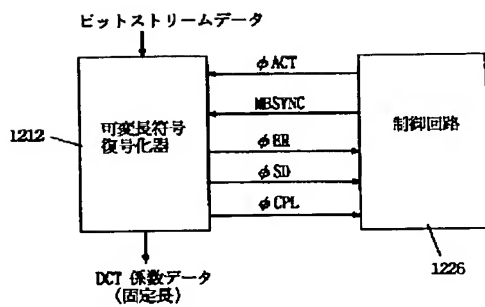 ビットストリームデータ
φACT
MBSYNC
1212
可変長符号
復号化器
制御回路
φER
φSD
φCPL
DCT 係数データ
(固定長)
1226